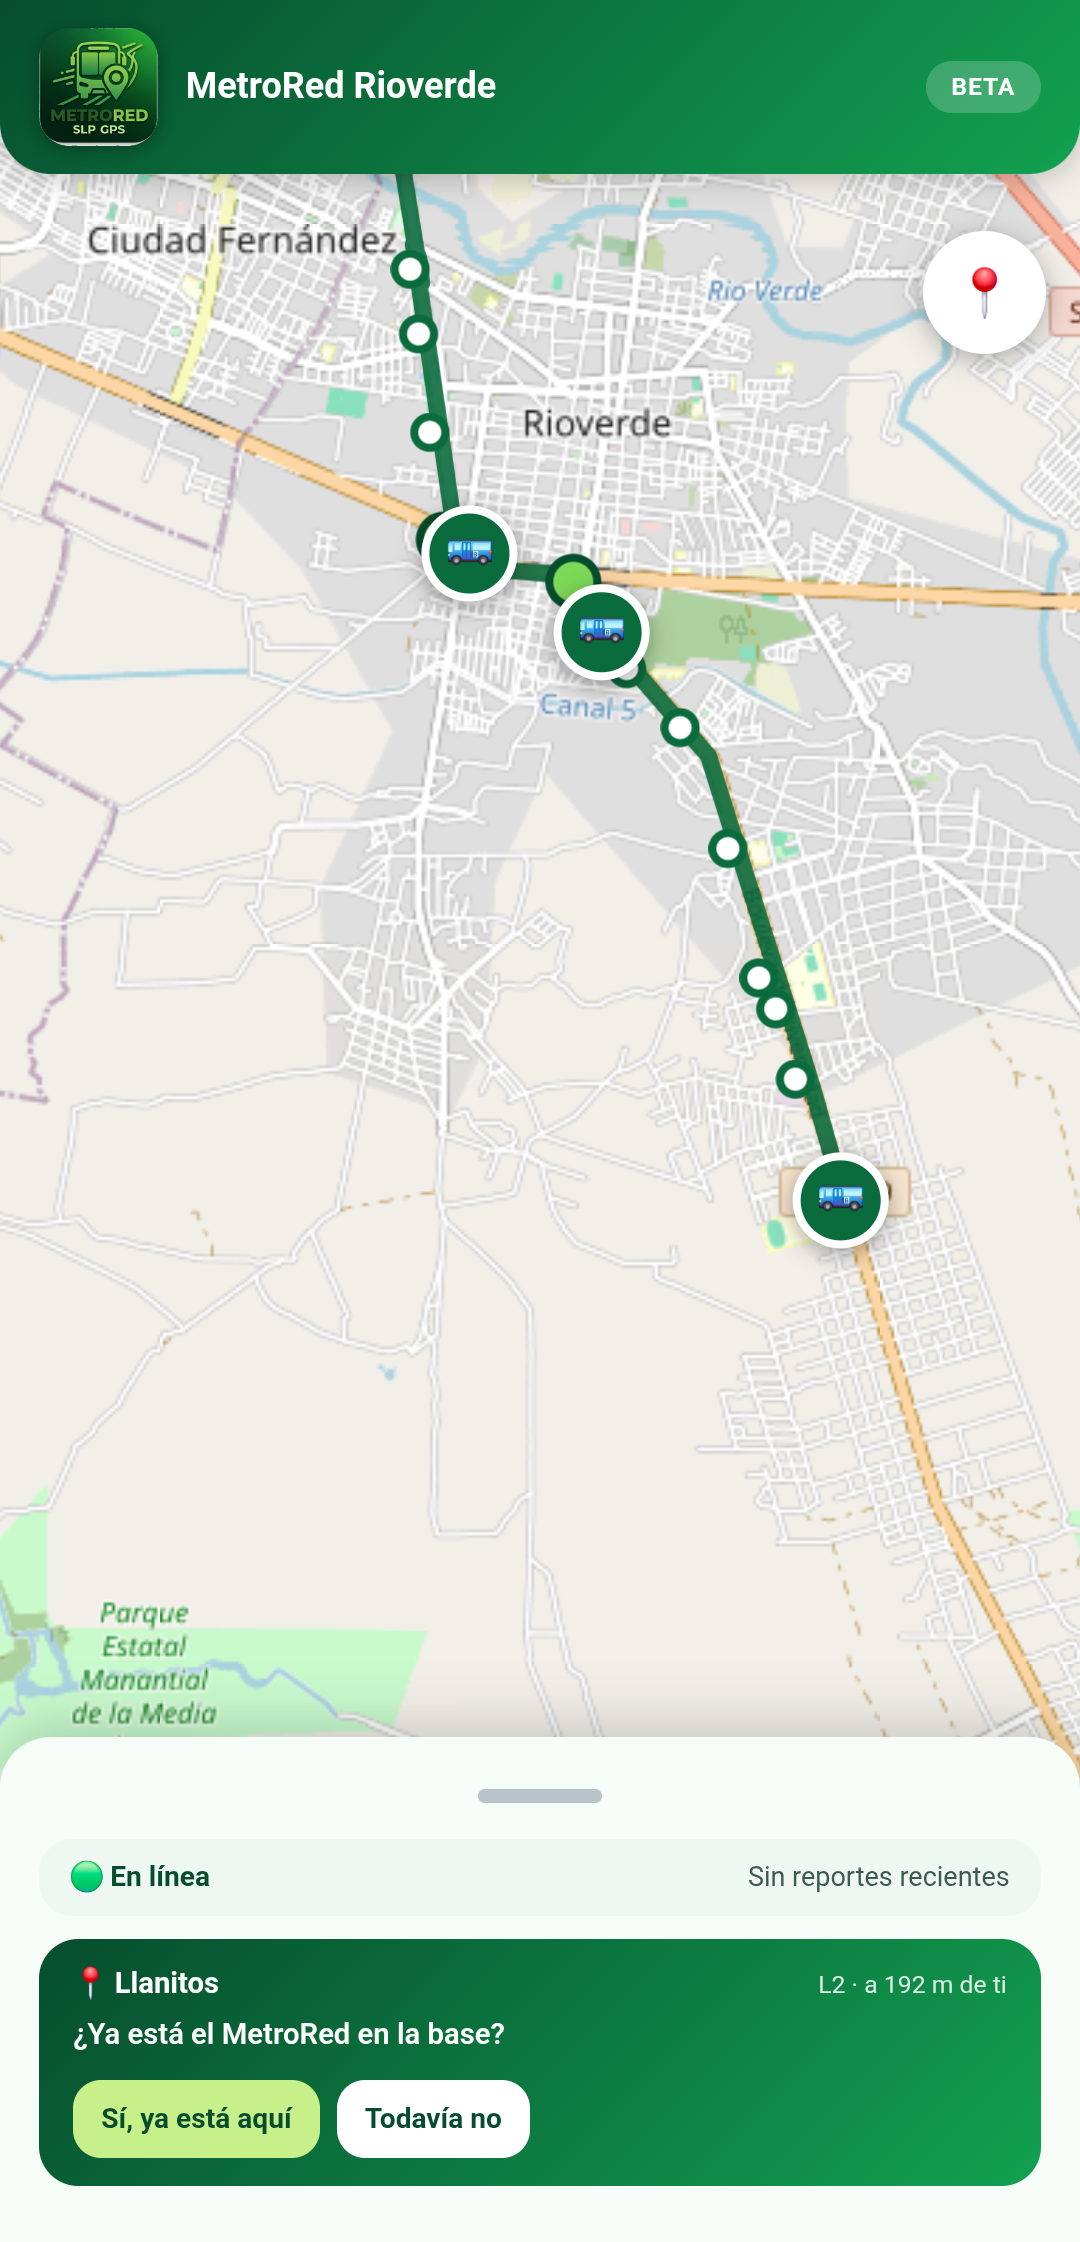 METRORED
SLP GPS
MetroRed Rioverde
BETA
Ciudad Fernández
Rio Verde
S
Rioverde
Canal 5
Parque
Estatal
Manantial
de la Media
En línea
Sin reportes recientes
Llanitos
L2 · a 192 m de ti
¿Ya está el MetroRed en la base?
Sí, ya está aquí
Todavía no